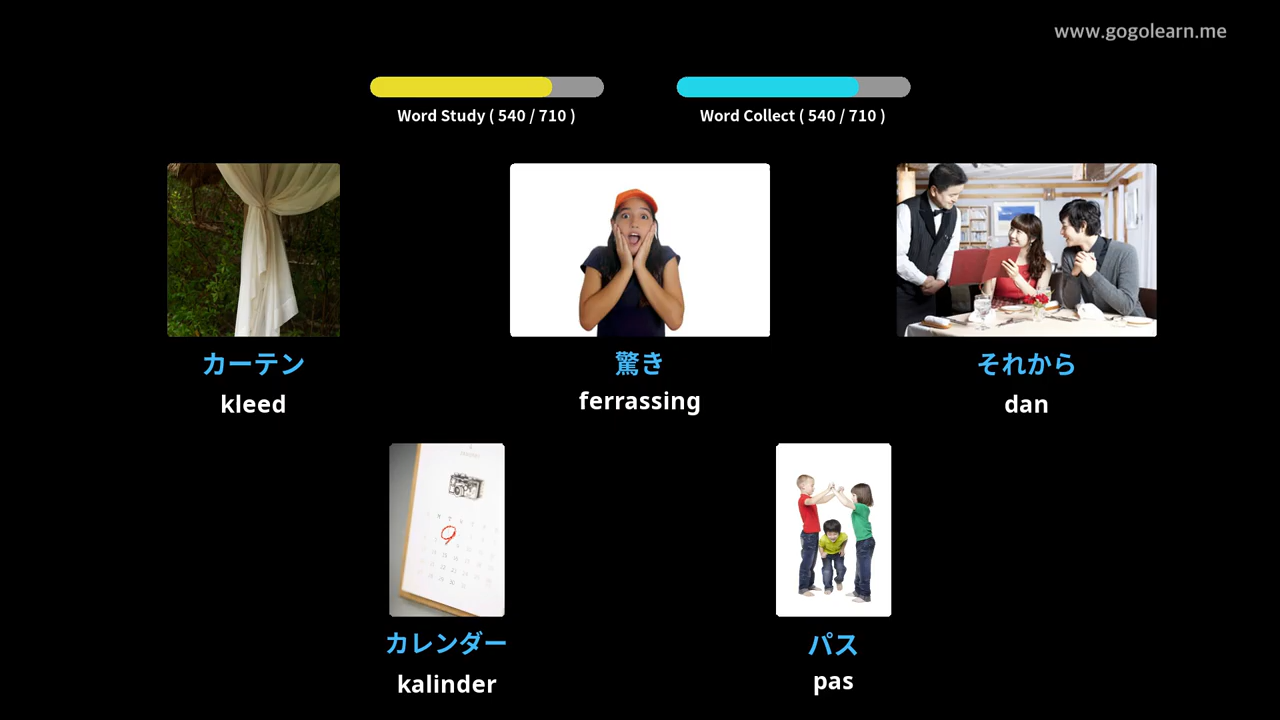 www.gogolearn.me
Word Study ( 540 / 710 )
Word Collect ( 540 / 710 )
カーテン
kleed
驚き
ferrassing
それから
dan
9
カレンダー
kalinder
パス
pas